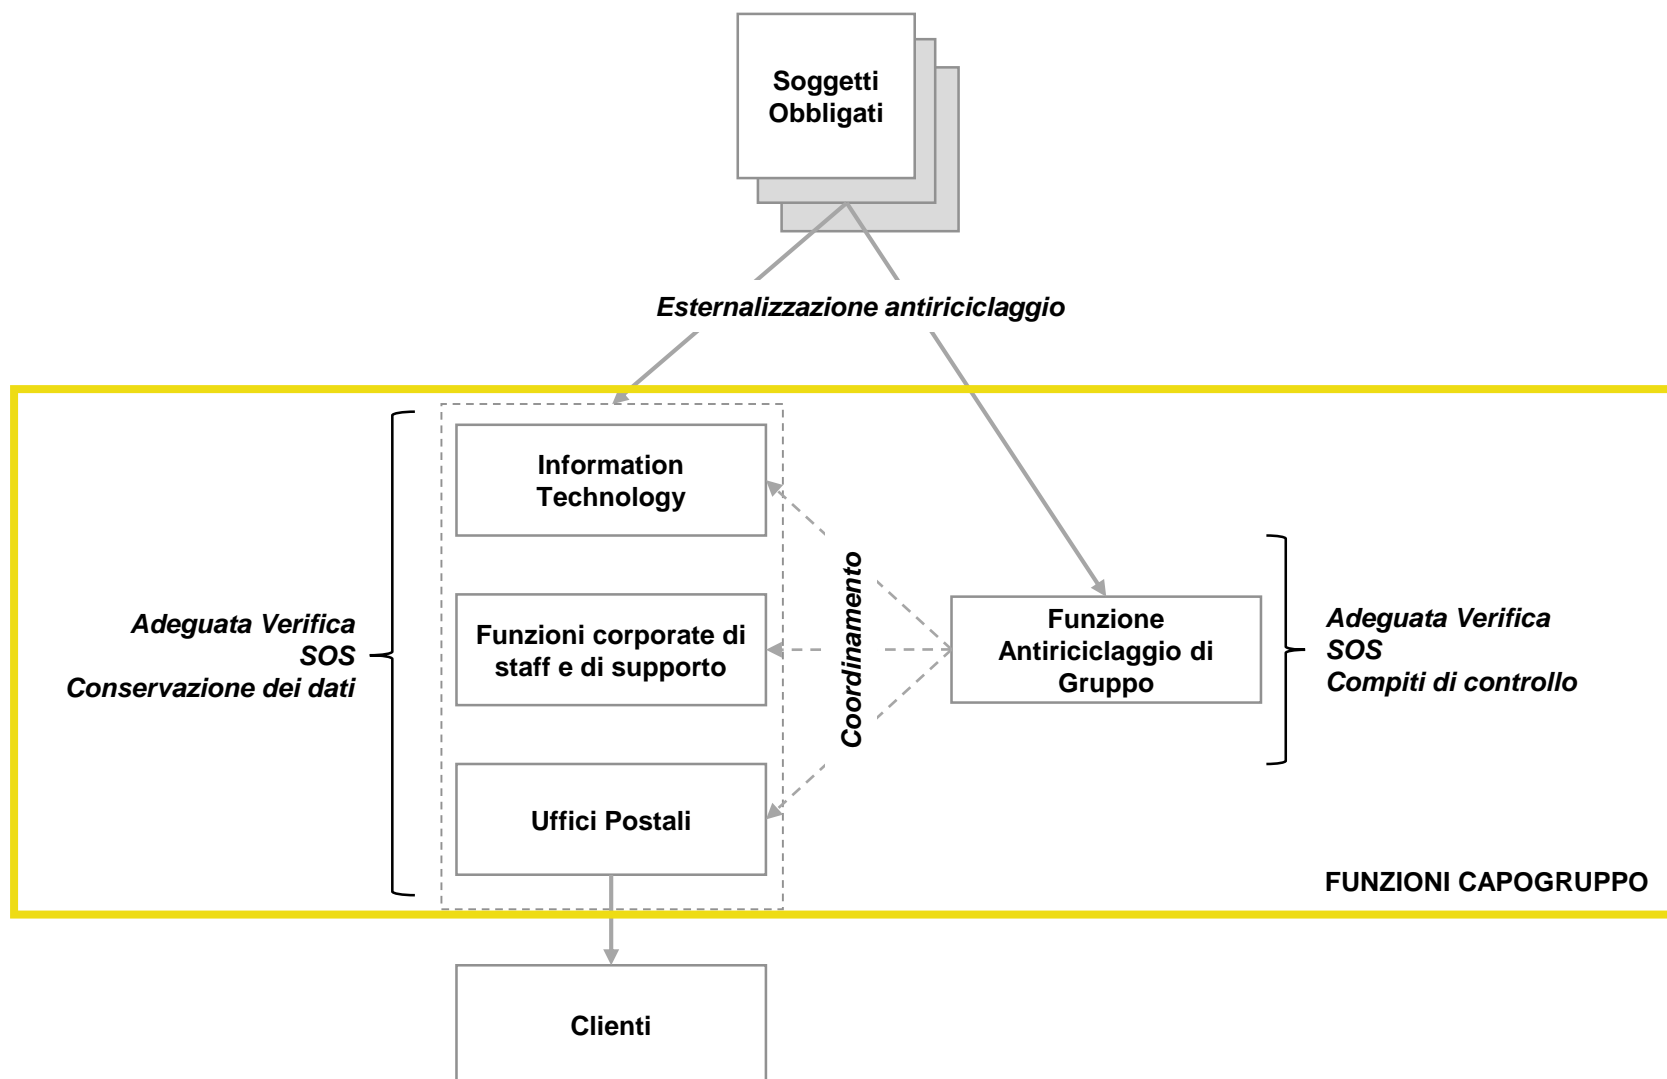 Soggetti
Obbligati
Esternalizzazione antiriciclaggio
Information
Technology
Adeguata Verifica
SOS
Conservazione dei dati
Funzioni corporate di
staff e di supporto
Coordinamento
Funzione
Antiriciclaggio di
Gruppo
Adeguata Verifica
SOS
Compiti di controllo
Uffici Postali
FUNZIONI CAPOGRUPPO
Clienti